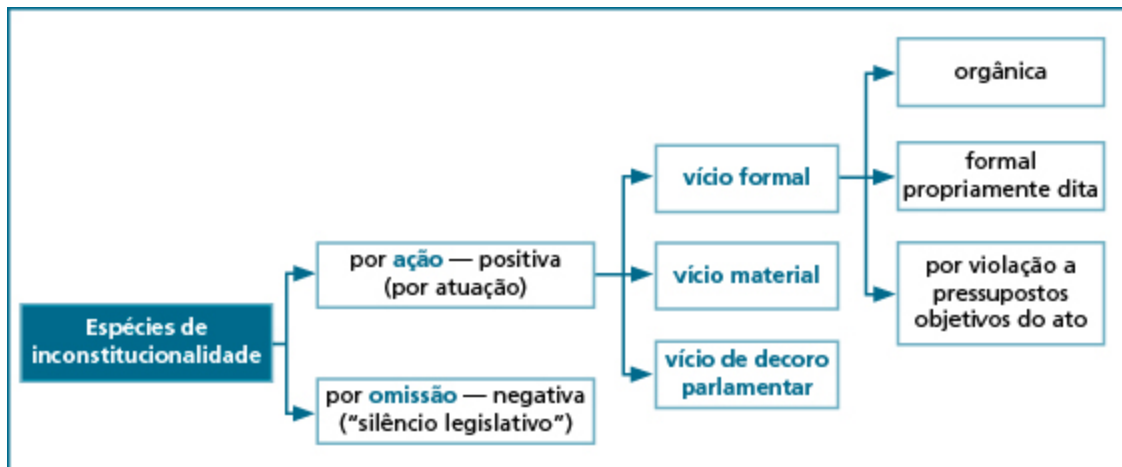 Espécies de
inconstitucionalidade
por ação — positiva
(por atuação)
por omissão — negativa
(“silêncio legislativo”)
vício formal
vício material
vício de decoro
parlamentar
orgânica
formal
propriamente dita
por violação a
pressupostos
objetivos do ato